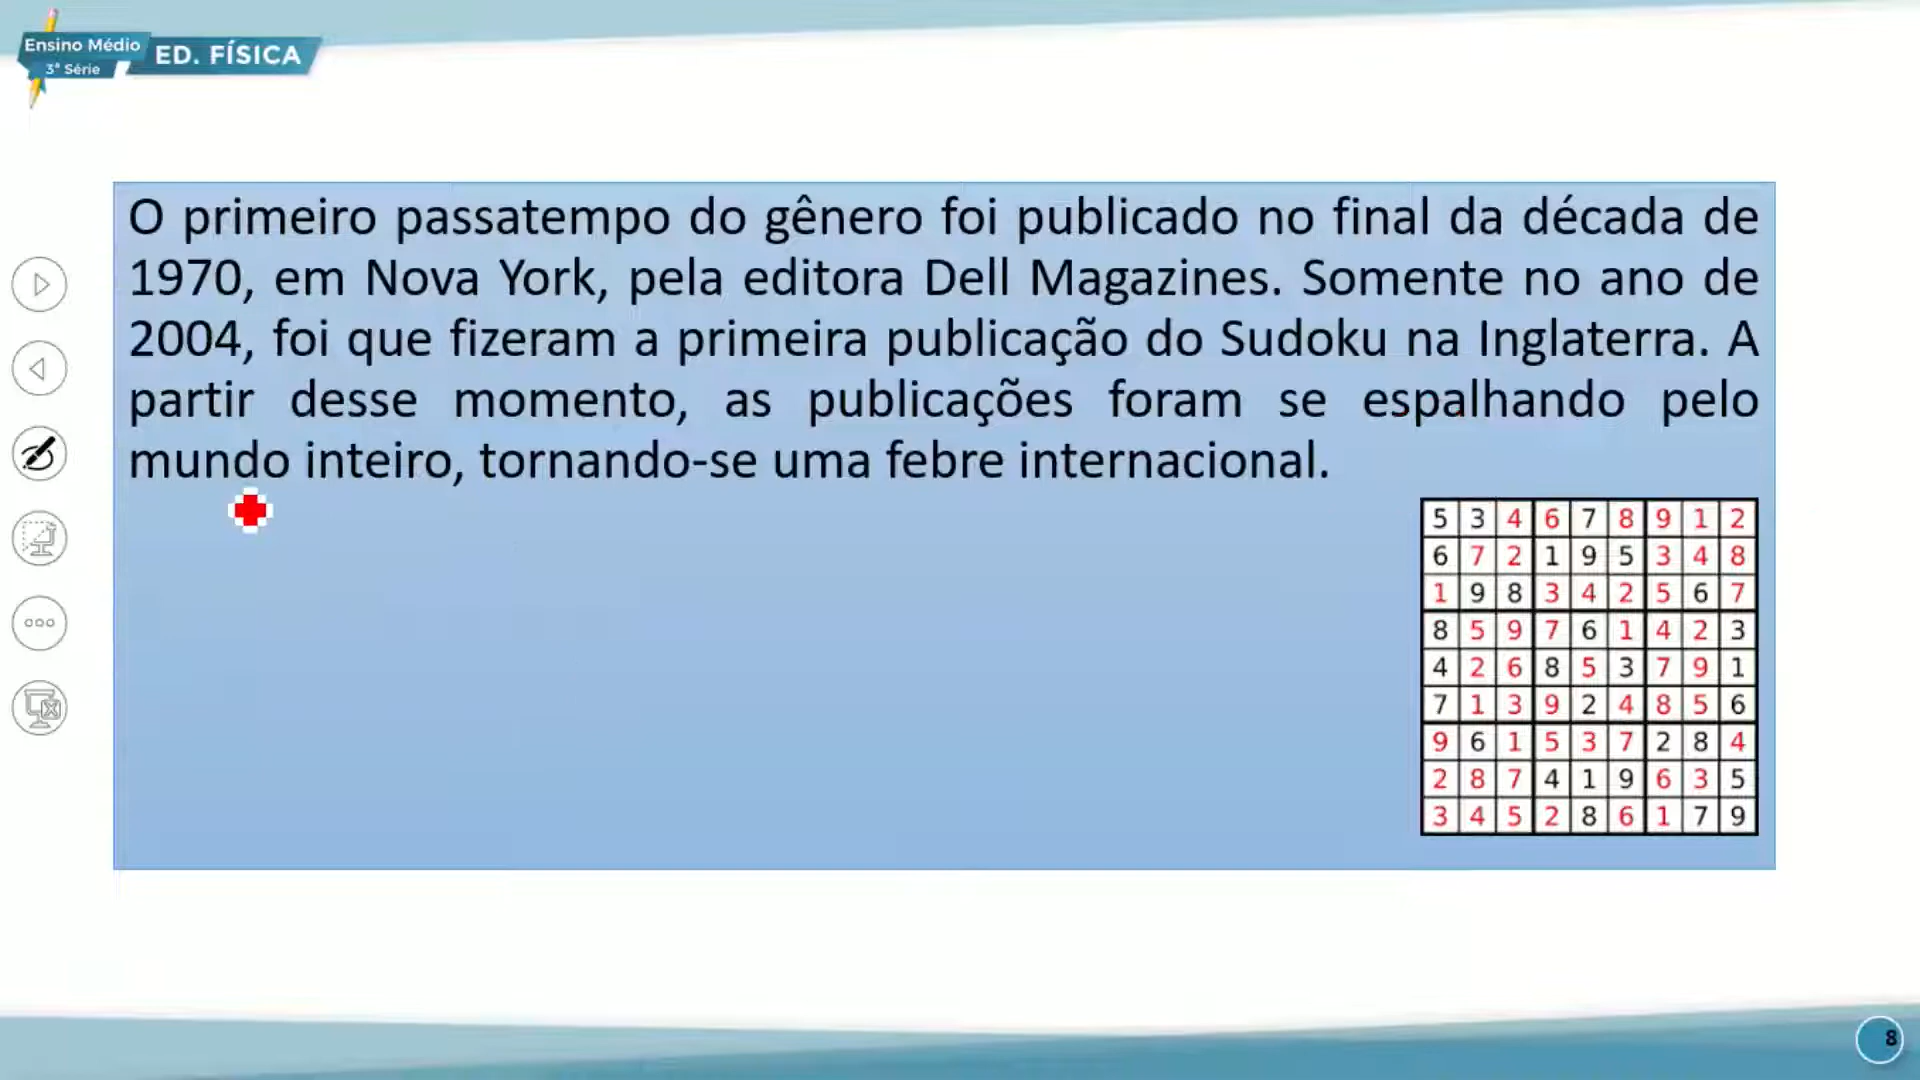 Ensino Médio
3ª Série
ED. FÍSICA
O primeiro passatempo do gênero foi publicado no final da década de
1970, em Nova York, pela editora Dell Magazines. Somente no ano de
2004, foi que fizeram a primeira publicação do Sudoku na Inglaterra. A
partir desse momento, as publicações foram se espalhando pelo
mundo inteiro, tornando-se uma febre internacional.
5 3 4 6 7 8 9 1 2
6 7 2 1 9 5 3 4 8
1 9 8 3 4 2 5 6 7
8 5 9 7 6 1 4 2 3
4 2 6 8 5 3 7 9 1
7 1 3 9 2 4 8 5 6
9 6 1 5 3 7 2 8 4
2 8 7 4 1 9 6 3 5
3 4 5 2 8 6 1 7 9
8